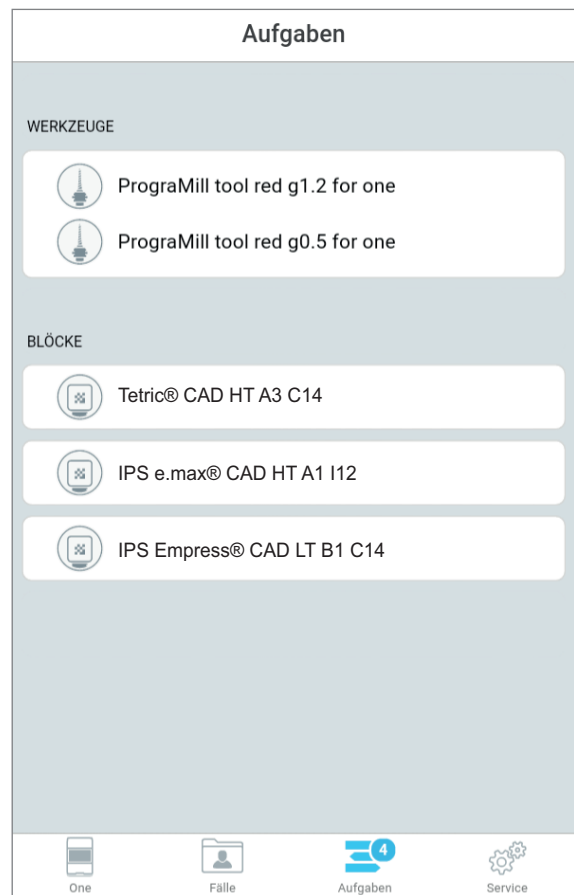 Aufgaben
WERKZEUGE
PrograMill tool red g1.2 for one
PrograMill tool red g0.5 for one
BLÖCKE
Tetric® CAD HT A3 C14
IPS e.max® CAD HT A1 I12
IPS Empress® CAD LT B1 C14
4
One Fälle Aufgaben Service